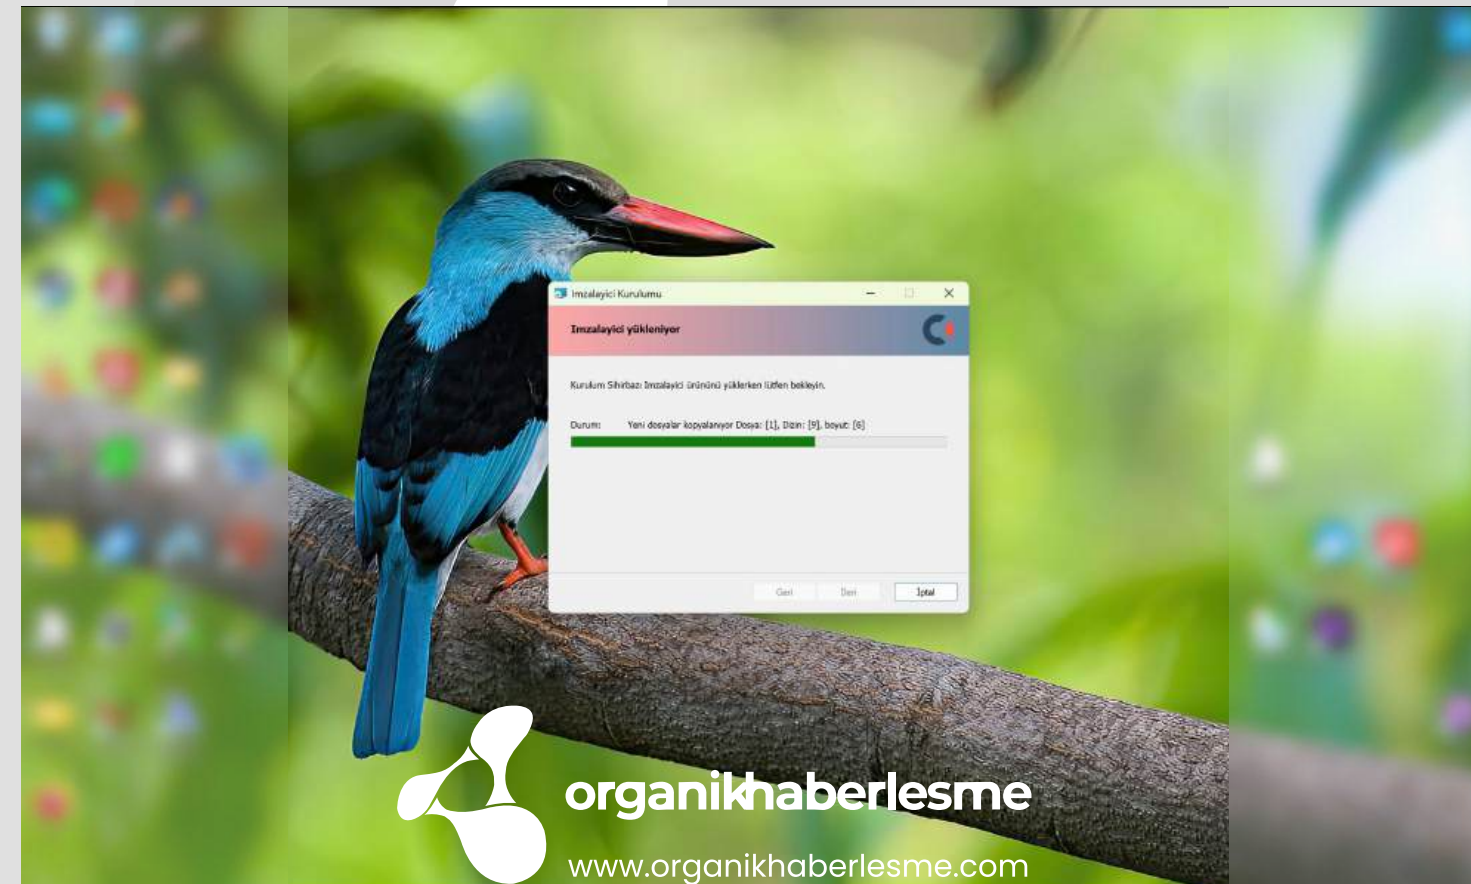 Imzalayici Kurulumu
Imzalayici yükleniyor
Kurulum Sihirbazı Imzalayici ürününü yüklerken lütfen bekleyin.
Durum: Yeni dosyalar kopyalanıyor Dosya: [1], Dizin: [9], boyut: [6]
Geri İleri İptal
organikhaberlesme
www.organikhaberlesme.com